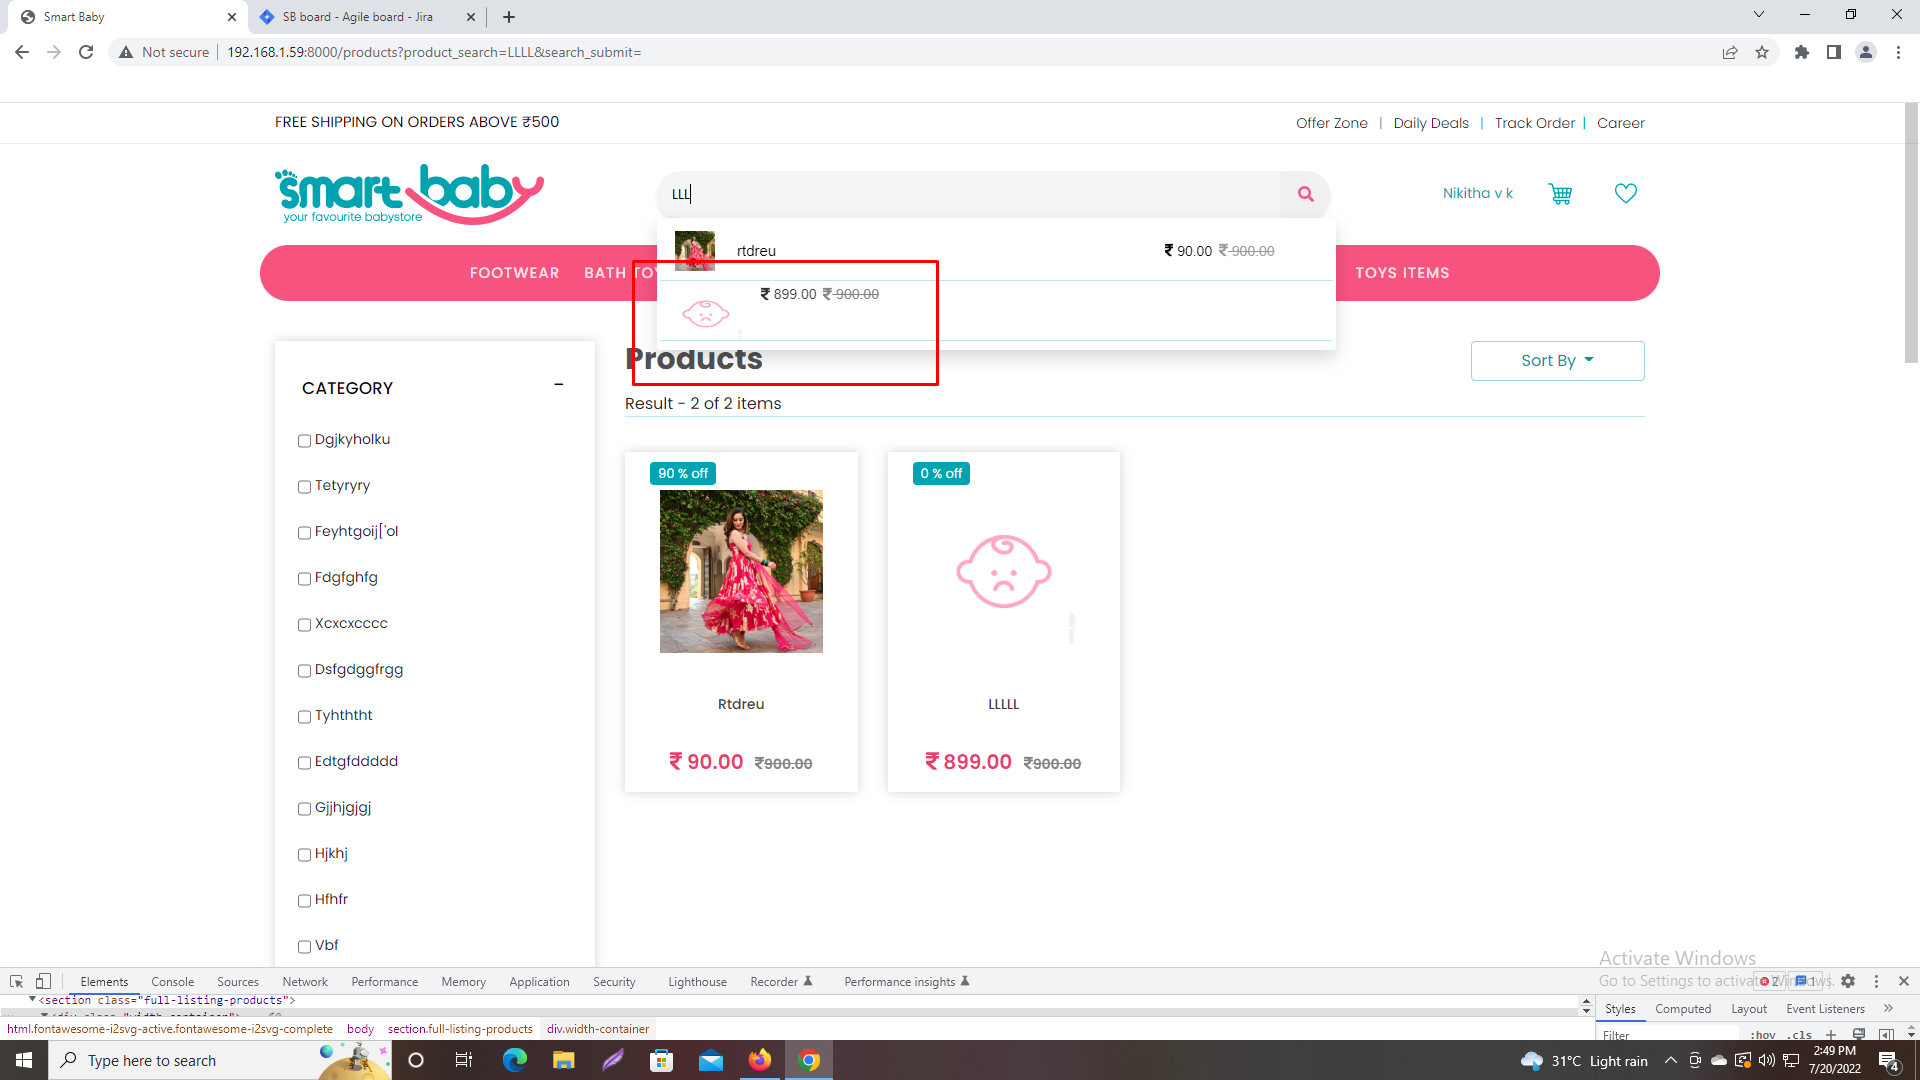 Smart Baby
SB board - Agile board - Jira
Not secure
192.168.1.59:8000/products?product_search=LLLL&search_submit=
FREE SHIPPING ON ORDERS ABOVE ₹500
Offer Zone | Daily Deals | Track Order | Career
smart baby
your favourite babystore
LLL
Nikitha v k
rtdreu
₹ 90.00 ₹ 900.00
FOOTWEAR
BATH TOY
TOYS ITEMS
₹ 899.00 ₹ 900.00
Products
Sort By
Result - 2 of 2 items
CATEGORY
Dgjkyholku
Tetyryry
Feyhtgoij['ol
Fdgfghfg
Xcxcxcccc
Dsfgdggfrgg
Tyhththt
Edtgfddddd
Gjjhjgjgj
Hjkhj
Hfhfr
Vbf
90 % off
Rtdreu
₹ 90.00 ₹900.00
0 % off
LLLLL
₹ 899.00 ₹900.00
Activate Windows
Go to Settings to activate Windows.
Elements Console Sources Network Performance Memory Application Security Lighthouse Recorder Performance insights
2
1
<section class="full-listing-products">
html.fontawesome-i2svg-active.fontawesome-i2svg-complete body section.full-listing-products div.width-container
Styles Computed Layout Event Listeners
Filter
:hov .cls
Type here to search
31°C Light rain
2:49 PM
7/20/2022
4